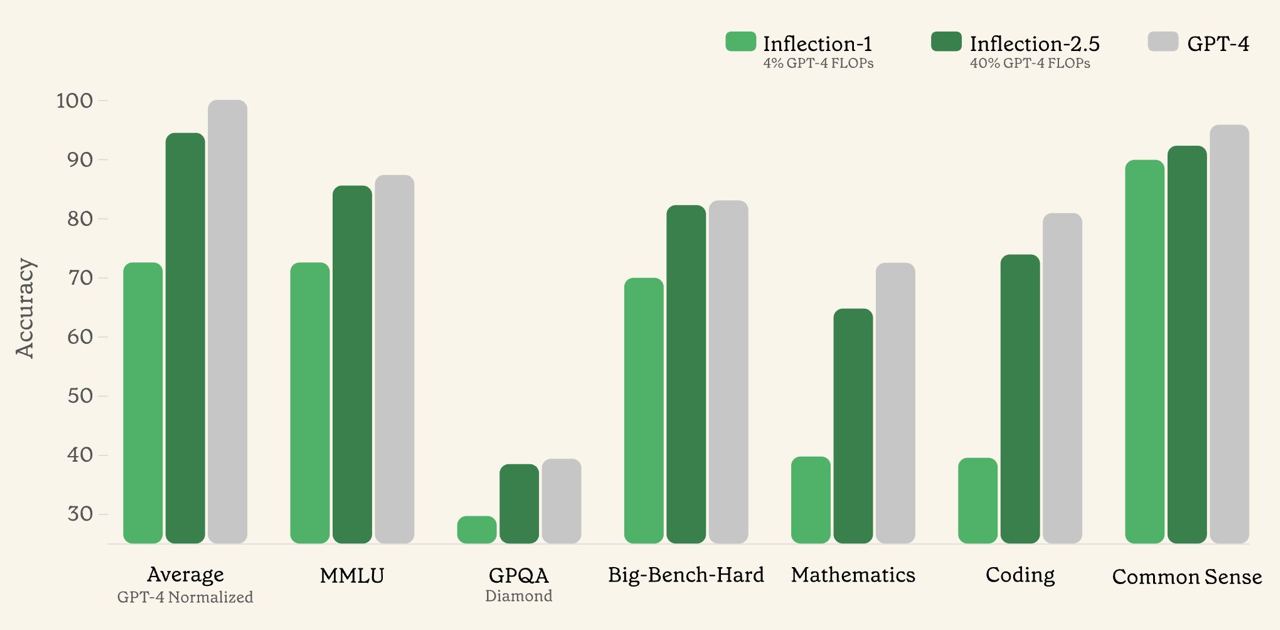 Inflection-1
4% GPT-4 FLOPs
Inflection-2.5
40% GPT-4 FLOPs
GPT-4
Accuracy
100
90
80
70
60
50
40
30
Average
GPT-4 Normalized
MMLU
GPQA
Diamond
Big-Bench-Hard
Mathematics
Coding
Common Sense